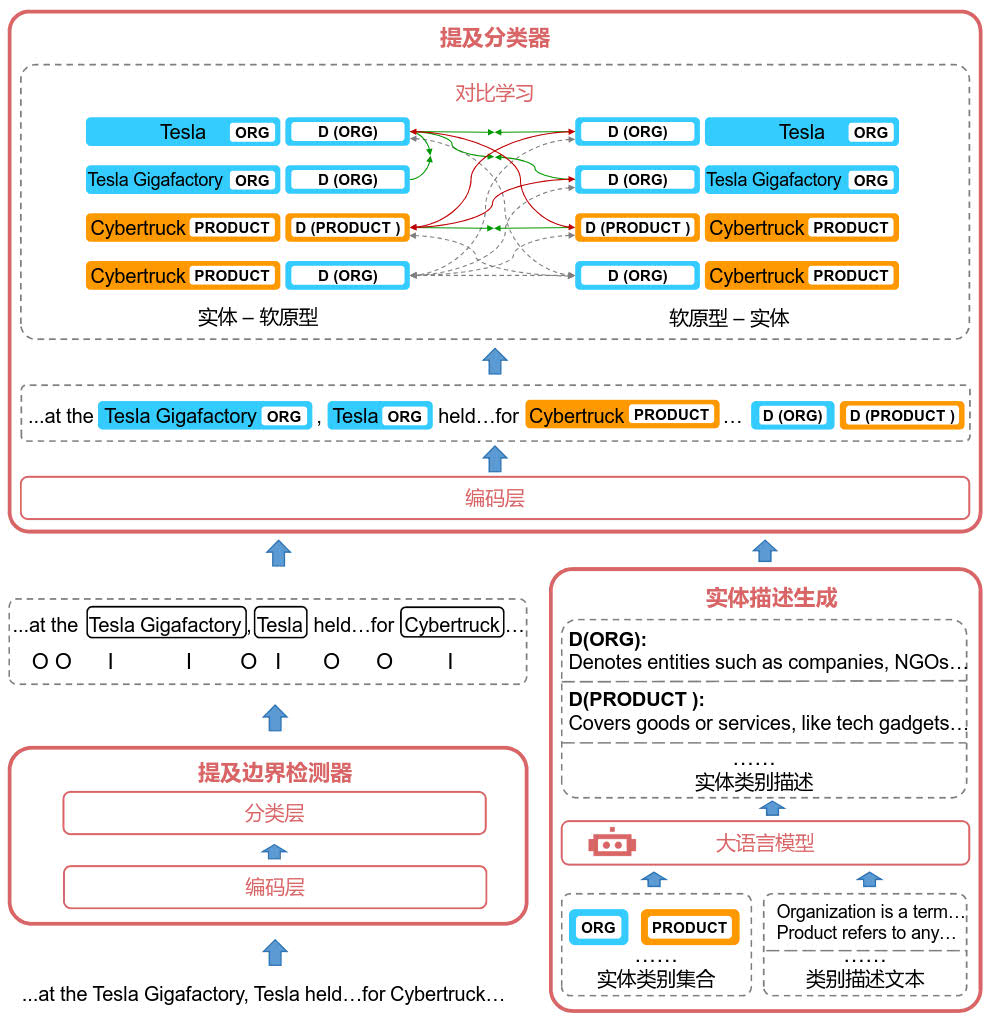 提及分类器
对比学习
Tesla ORG D (ORG) D (ORG) Tesla ORG
Tesla Gigafactory ORG D (ORG) D (ORG) Tesla Gigafactory ORG
Cybertruck PRODUCT D (PRODUCT ) D (PRODUCT ) Cybertruck PRODUCT
Cybertruck PRODUCT D (ORG) D (ORG) Cybertruck PRODUCT
实体 – 软原型 软原型 – 实体
...at the Tesla Gigafactory ORG , Tesla ORG held…for Cybertruck PRODUCT … D (ORG) D (PRODUCT )
编码层
...at the Tesla Gigafactory, Tesla held…for Cybertruck…
O O I I O I O O I
提及边界检测器
分类层
编码层
...at the Tesla Gigafactory, Tesla held…for Cybertruck…
实体描述生成
D(ORG):
Denotes entities such as companies, NGOs…
D(PRODUCT ):
Covers goods or services, like tech gadgets…
……
实体类别描述
大语言模型
ORG PRODUCT
……
实体类别集合
Organization is a term…
Product refers to any…
……
类别描述文本